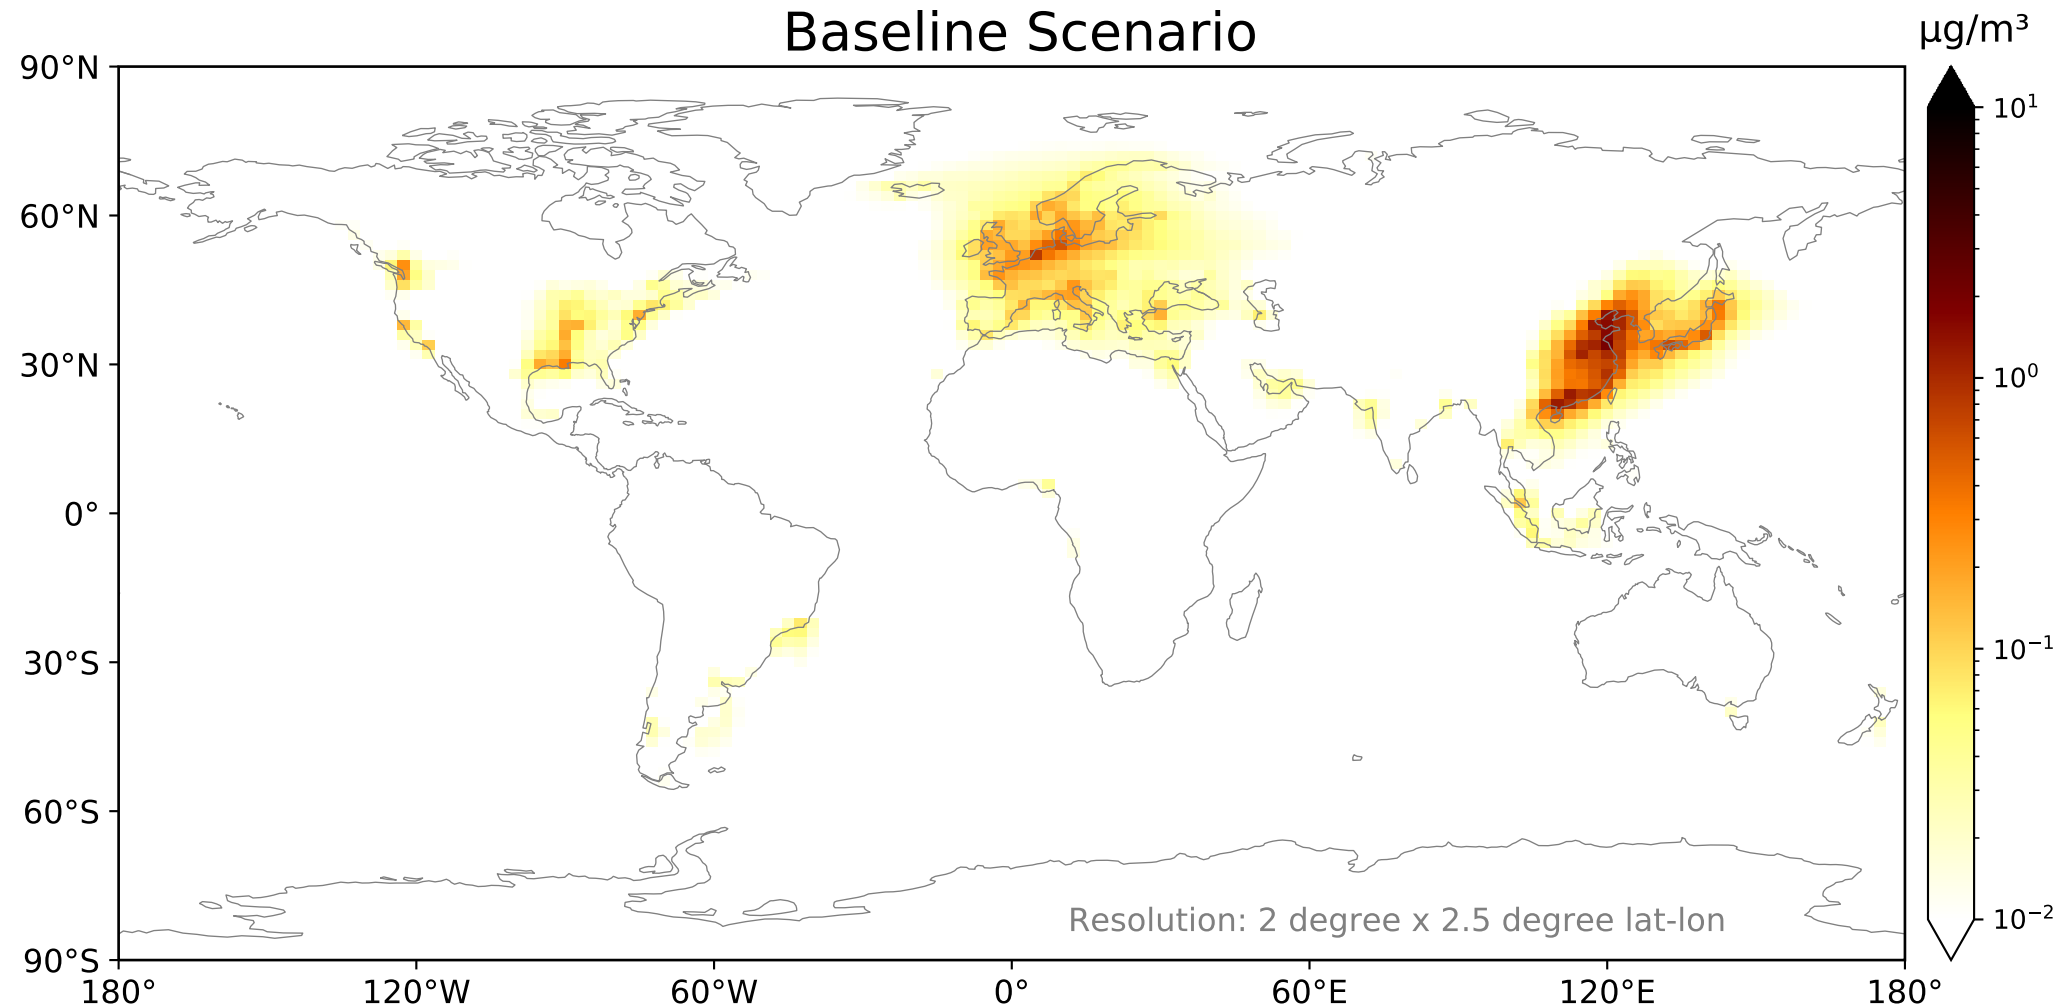 Baseline Scenario
µg/m³
90°N
60°N
30°N
0°
30°S
60°S
90°S
180°
120°W
60°W
0°
60°E
120°E
180°
10¹
10⁰
10⁻¹
10⁻²
Resolution: 2 degree x 2.5 degree lat-lon